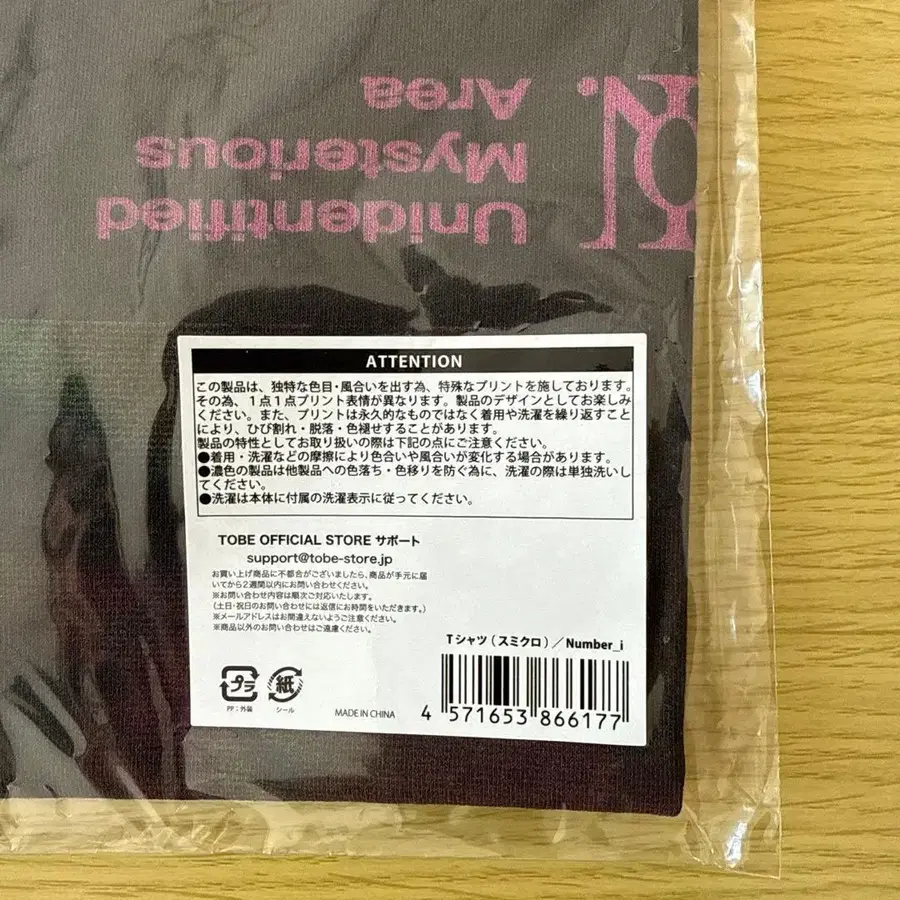 Unidentified
Mysterious
Area
N.
ATTENTION
この製品は、独特な色目・風合いを出す為、特殊なプリントを施しております。
その為、１点１点プリント表情が異なります。製品のデザインとしてお楽しみ
ください。また、プリントは永久的なものではなく着用や洗濯を繰り返すこと
により、ひび割れ・脱落・色褪せすることがあります。
製品の特性としてお取り扱いの際は下記の点にご注意ください。
●着用・洗濯などの摩擦により色合いや風合いが変化する場合があります。
●濃色の製品は他製品への色落ち・色移りを防ぐ為に、洗濯の際は単独洗いし
てください。
●洗濯は本体に付属の洗濯表示に従ってください。
TOBE OFFICIAL STORE サポート
support@tobe-store.jp
お買い上げ商品に不都合がございましたら、商品が手元に届
いてから2週間以内にお問い合わせください。
※お問い合わせ内容は順次ご対応いたします。
(土日・祝日のお問い合わせには返信にお時間をいただきます。)
※メールアドレスはお間違えないようご注意ください。
※商品以外のお問い合わせはご遠慮ください。
Tシャツ(スミクロ)／Number_i
プラ
PP：外装
紙
シール
MADE IN CHINA
4 571653 866177